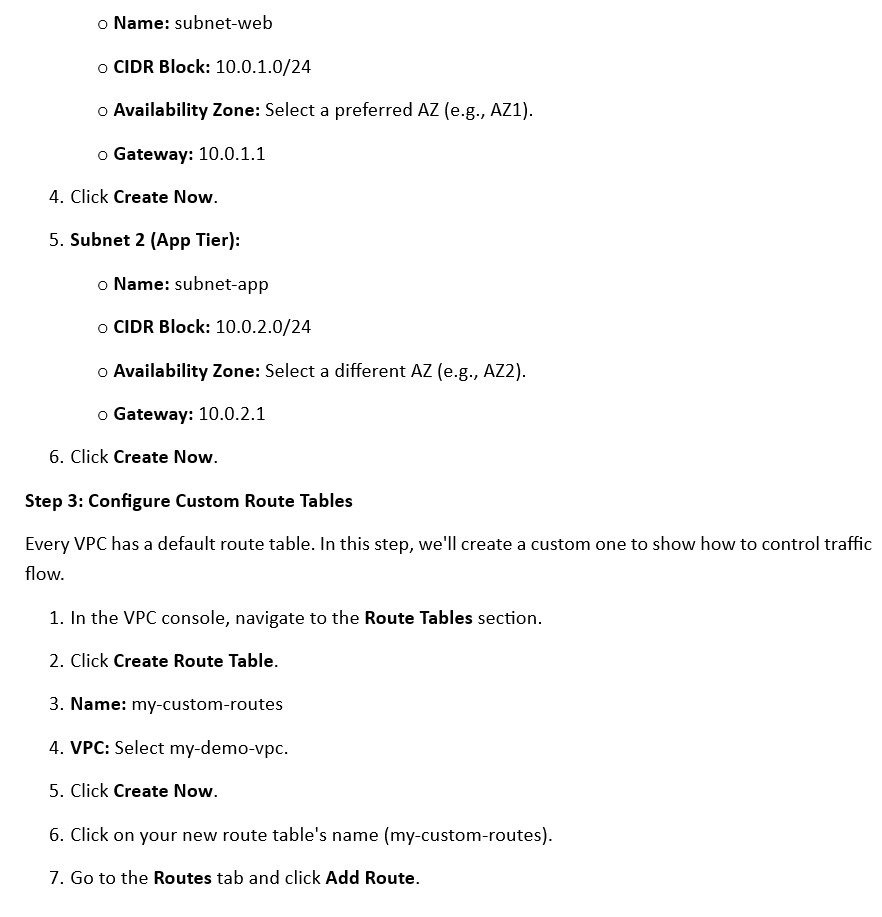 o Name: subnet-web
o CIDR Block: 10.0.1.0/24
o Availability Zone: Select a preferred AZ (e.g., AZ1).
o Gateway: 10.0.1.1
4. Click Create Now.
5. Subnet 2 (App Tier):
o Name: subnet-app
o CIDR Block: 10.0.2.0/24
o Availability Zone: Select a different AZ (e.g., AZ2).
o Gateway: 10.0.2.1
6. Click Create Now.
Step 3: Configure Custom Route Tables
Every VPC has a default route table. In this step, we'll create a custom one to show how to control traffic
flow.
1. In the VPC console, navigate to the Route Tables section.
2. Click Create Route Table.
3. Name: my-custom-routes
4. VPC: Select my-demo-vpc.
5. Click Create Now.
6. Click on your new route table's name (my-custom-routes).
7. Go to the Routes tab and click Add Route.